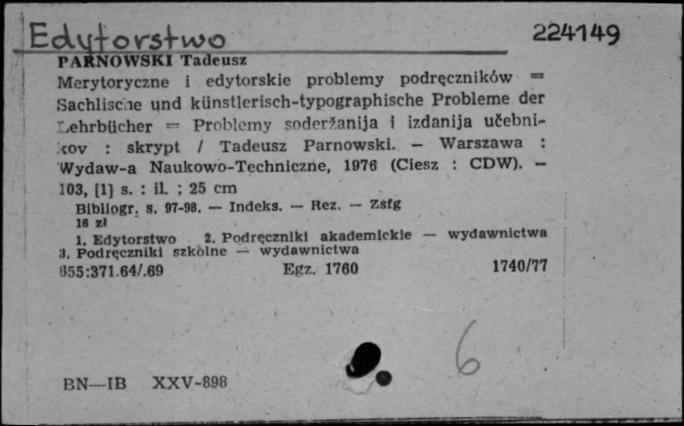 Edytorstwo 224149
PARNOWSKI Tadeusz
Merytoryczne i edytorskie problemy podręczników =
Sachlische und künstlerisch-typographische Probleme der
Lehrbücher = Problemy soderžanija i izdanija učebni-
kov : skrypt / Tadeusz Parnowski. — Warszawa :
Wydaw-a Naukowo-Techniczne, 1976 (Ciesz : CDW). —
103, [1] s. : il. ; 25 cm
Bibliogr. s. 97-98. — Indeks. — Rez. — Zsfg
16 zł
1. Edytorstwo 2. Podręczniki akademickie — wydawnictwa
3. Podręczniki szkolne — wydawnictwa
655:371.64/.69 Egz. 1760 1740/77
6
BN—IB XXV-898